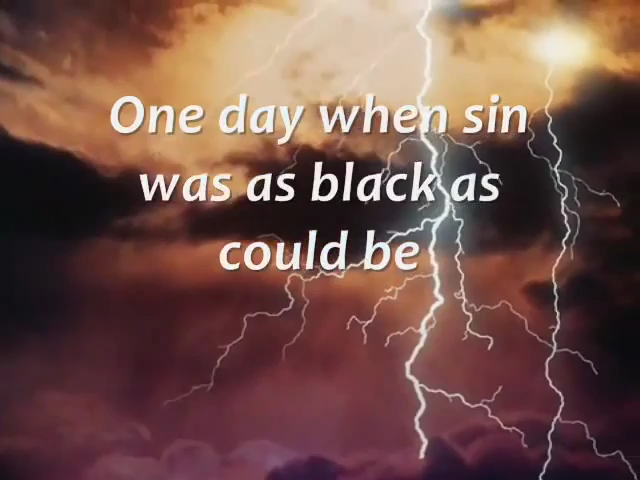 One day when sin
was as black as
could be